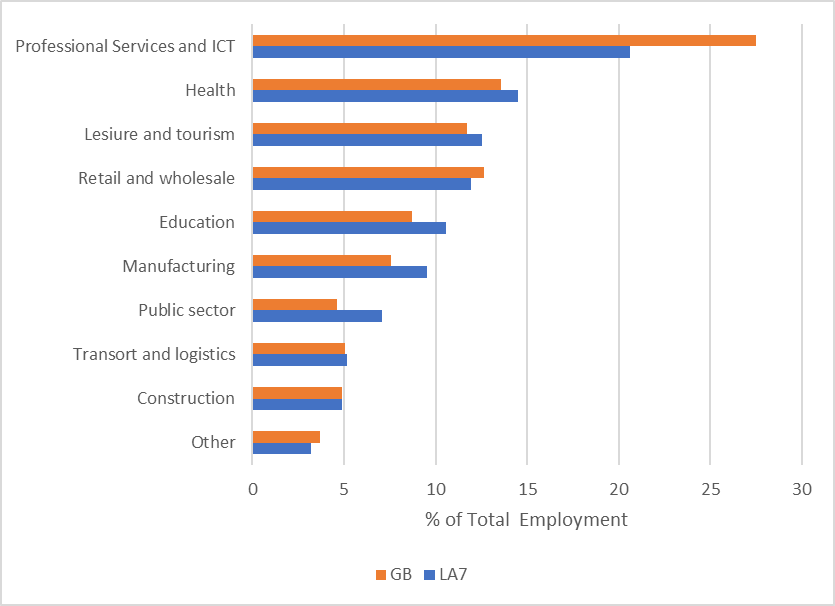 Professional Services and ICT
Health
Lesiure and tourism
Retail and wholesale
Education
Manufacturing
Public sector
Transort and logistics
Construction
Other
0 5 10 15 20 25 30
% of Total Employment
GB LA7